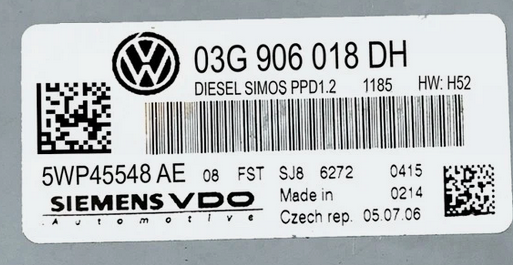 03G 906 018 DH
DIESEL SIMOS PPD1.2 1185 HW: H52
5WP45548 AE 08 FST SJ8 6272 0415
SIEMENS VDO Made in 0214
Automotive Czech rep. 05.07.06